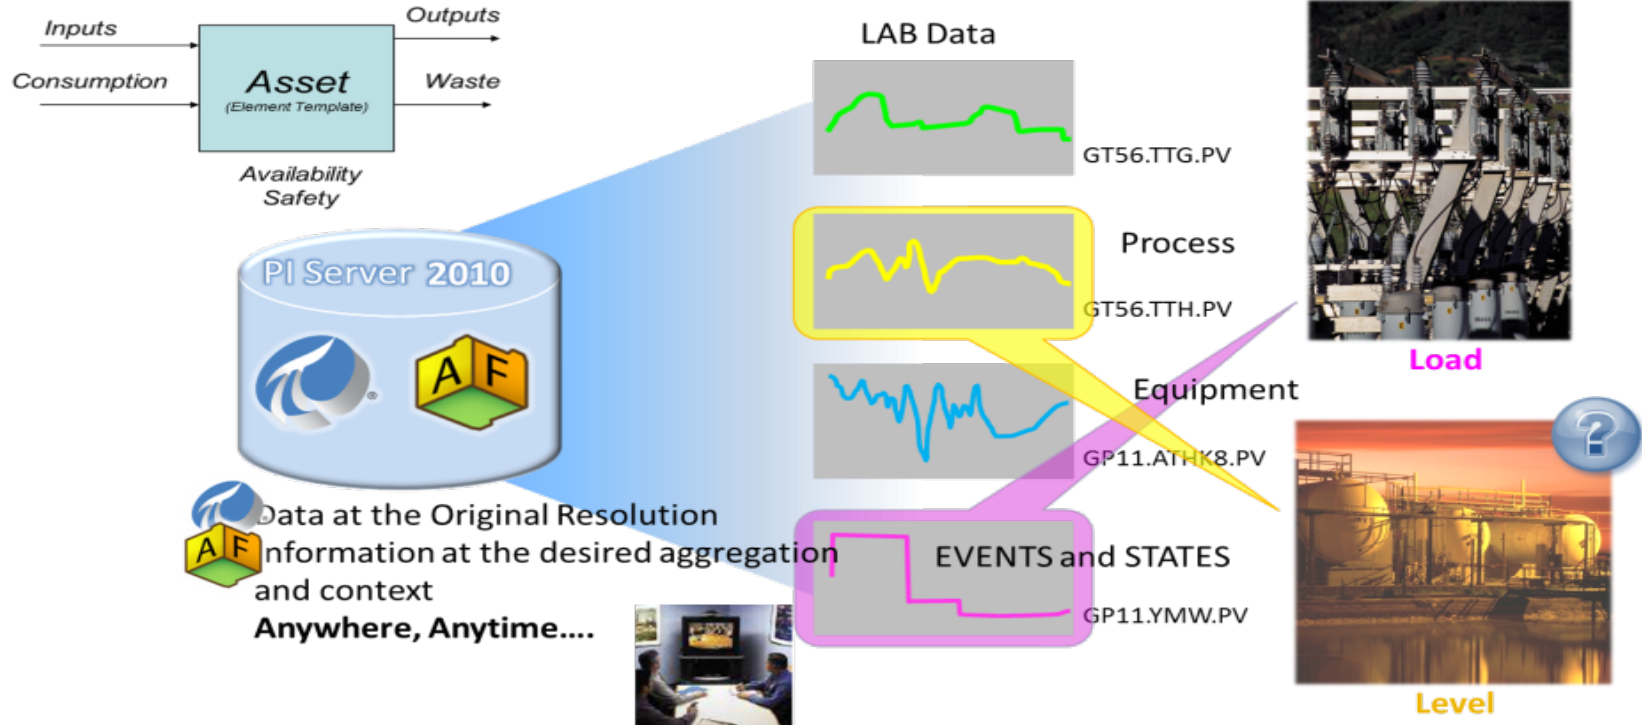 Inputs
Outputs
Consumption
Waste
Asset
(Element Template)
Availability
Safety
PI Server 2010
®
A F
A F
Data at the Original Resolution
Information at the desired aggregation
and context
Anywhere, Anytime....
LAB Data
GT56.TTG.PV
Process
GT56.TTH.PV
Equipment
GP11.ATHK8.PV
EVENTS and STATES
GP11.YMW.PV
Load
?
Level